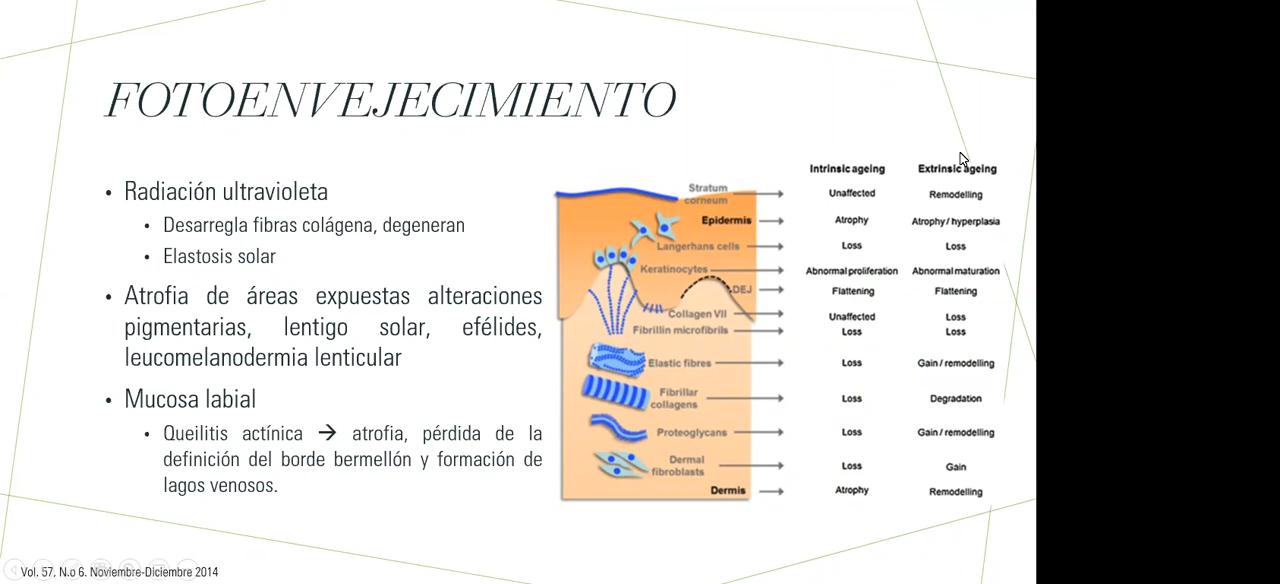 FOTOENVEJECIMIENTO
• Radiación ultravioleta
• Desarregla fibras colágena, degeneran
• Elastosis solar
• Atrofia de áreas expuestas alteraciones
pigmentarias, lentigo solar, efélides,
leucomelanodermia lenticular
• Mucosa labial
• Queilitis actínica → atrofia, pérdida de la
definición del borde bermellón y formación de
lagos venosos.
Intrinsic ageing Extrinsic ageing
Stratum
corneum → Unaffected Remodelling
Epidermis → Atrophy Atrophy / hyperplasia
Langerhans cells → Loss Loss
Keratinocytes → Abnormal proliferation Abnormal maturation
DEJ → Flattening Flattening
Collagen VII → Unaffected Loss
Fibrillin microfibrils → Loss Loss
Elastic fibres → Loss Gain / remodelling
Fibrillar
collagens → Loss Degradation
Proteoglycans → Loss Gain / remodelling
Dermal
fibroblasts → Loss Gain
Dermis → Atrophy Remodelling
Vol. 57, N.o 6. Noviembre-Diciembre 2014